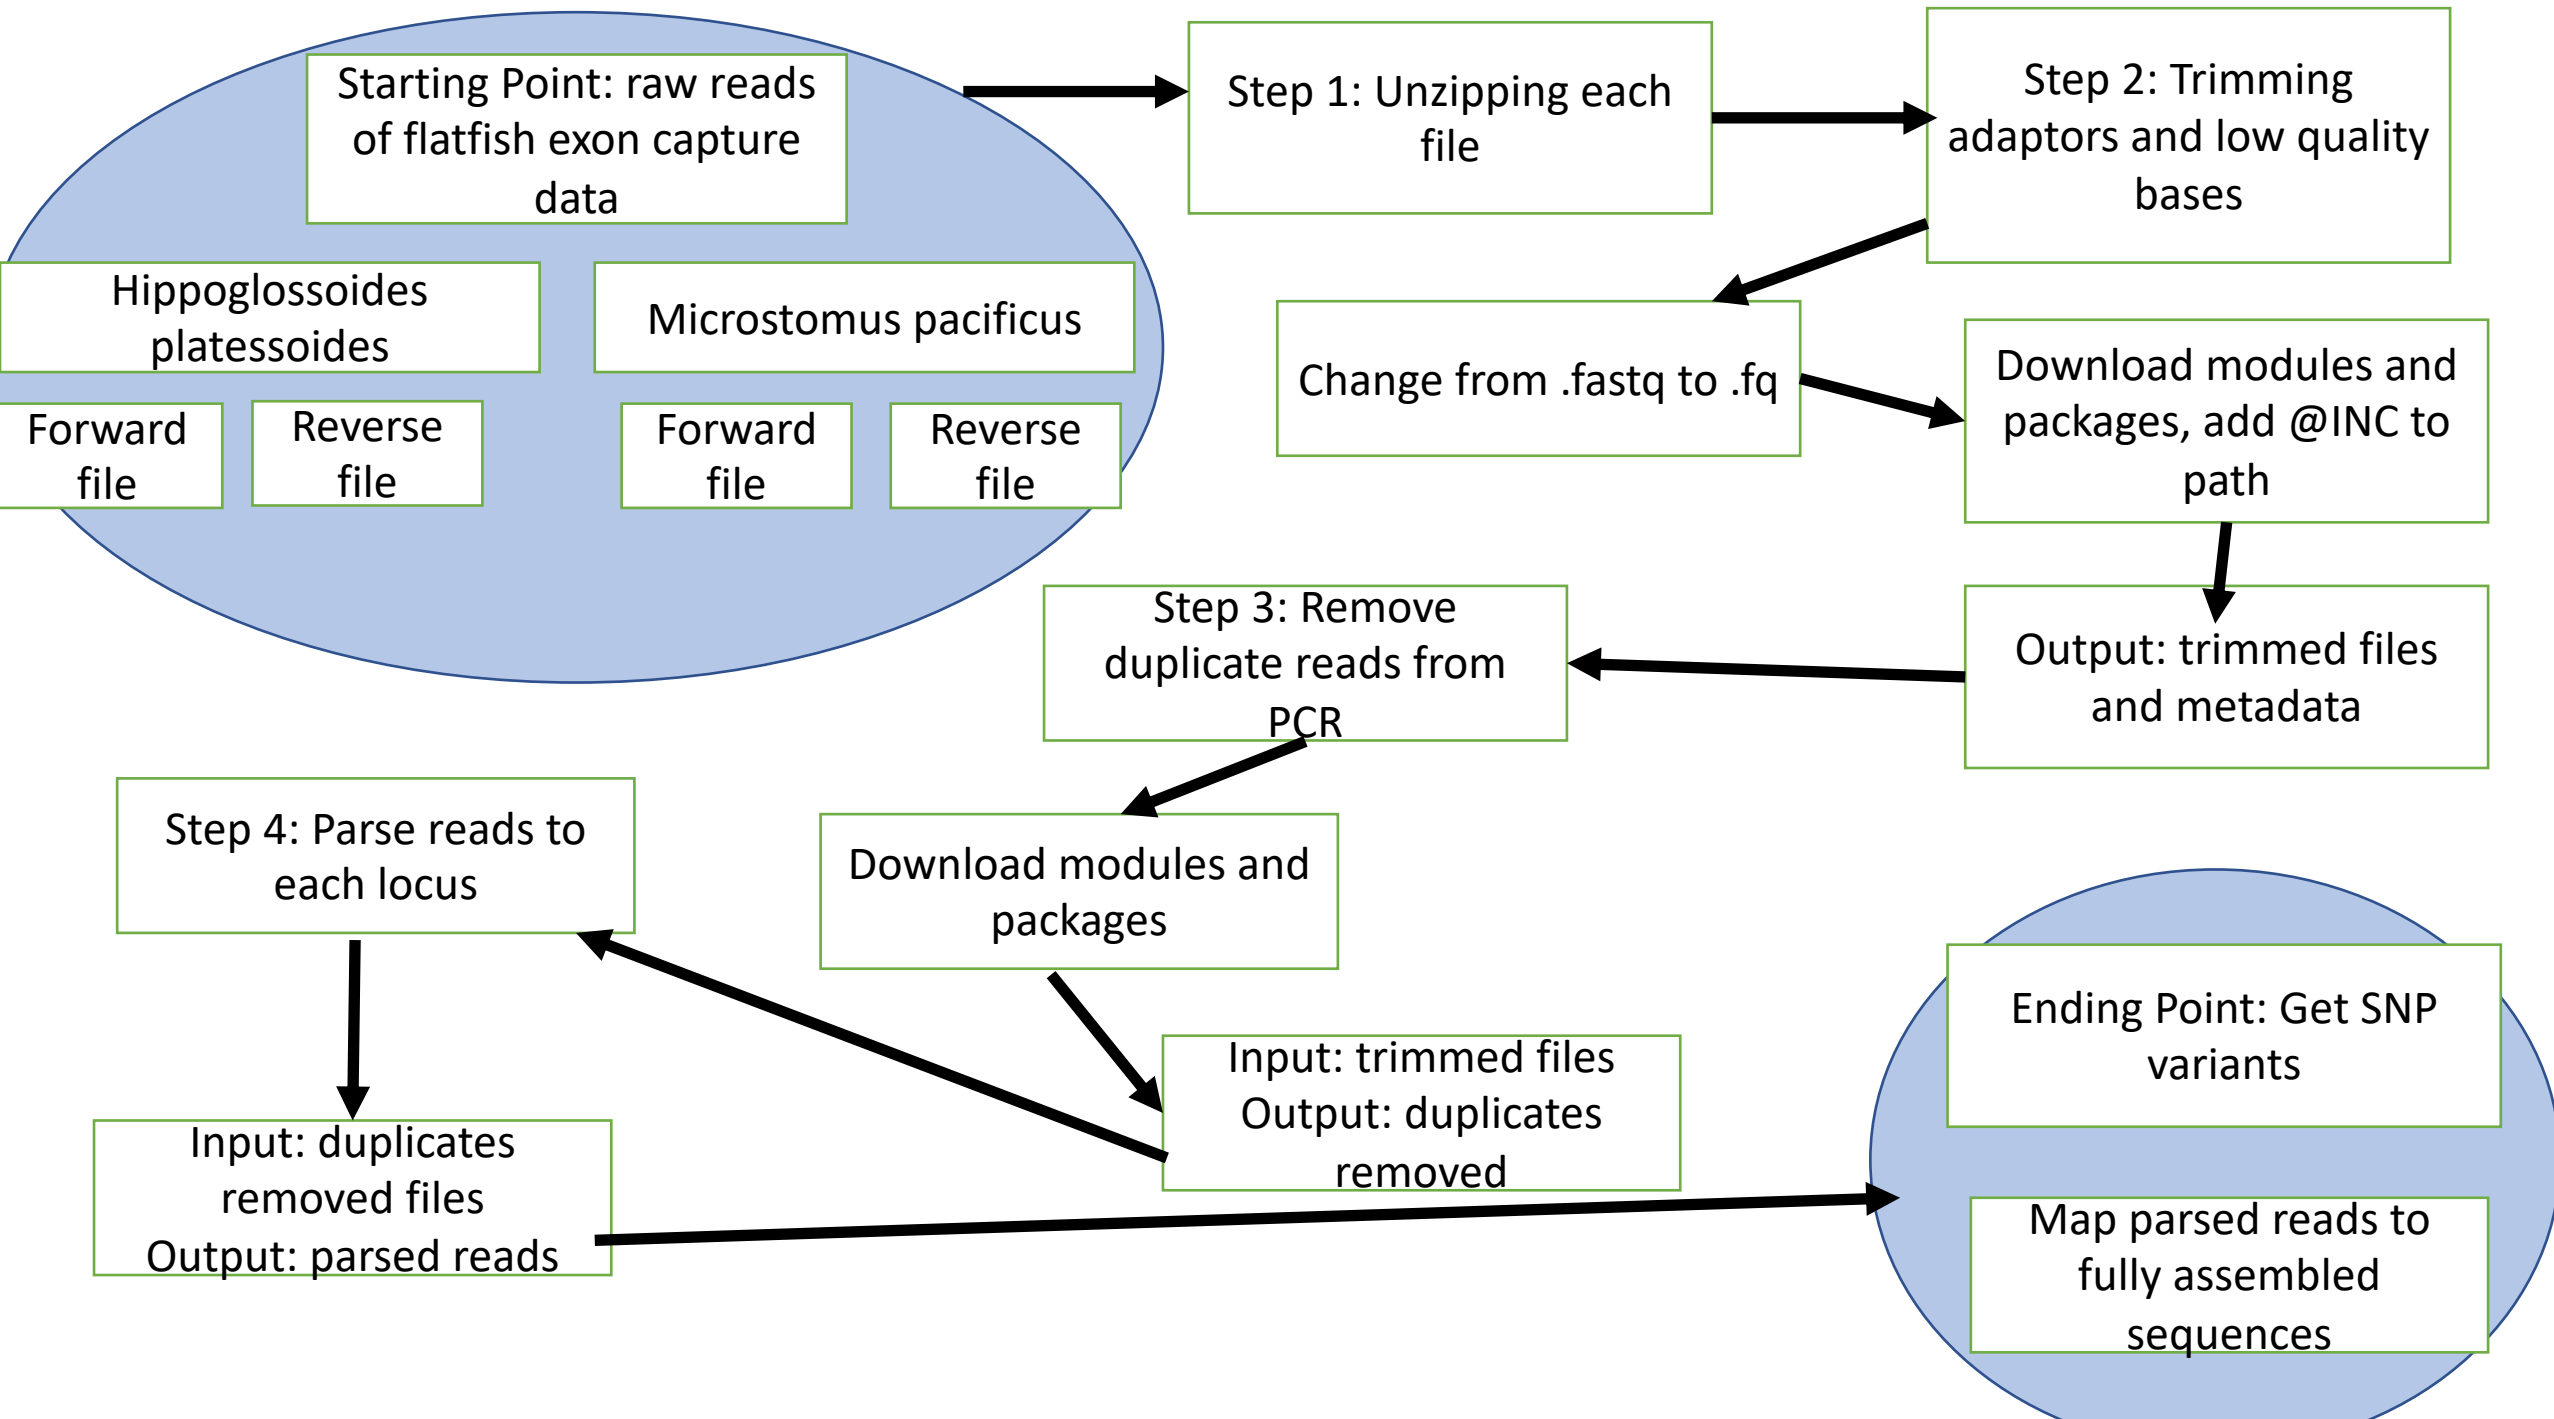 Starting Point: raw reads
of flatfish exon capture
data
Hippoglossoides
platessoides
Microstomus pacificus
Forward
file
Reverse
file
Forward
file
Reverse
file
Step 1: Unzipping each
file
Step 2: Trimming
adaptors and low quality
bases
Change from .fastq to .fq
Download modules and
packages, add @INC to
path
Output: trimmed files
and metadata
Step 3: Remove
duplicate reads from
PCR
Download modules and
packages
Input: trimmed files
Output: duplicates
removed
Step 4: Parse reads to
each locus
Input: duplicates
removed files
Output: parsed reads
Ending Point: Get SNP
variants
Map parsed reads to
fully assembled
sequences